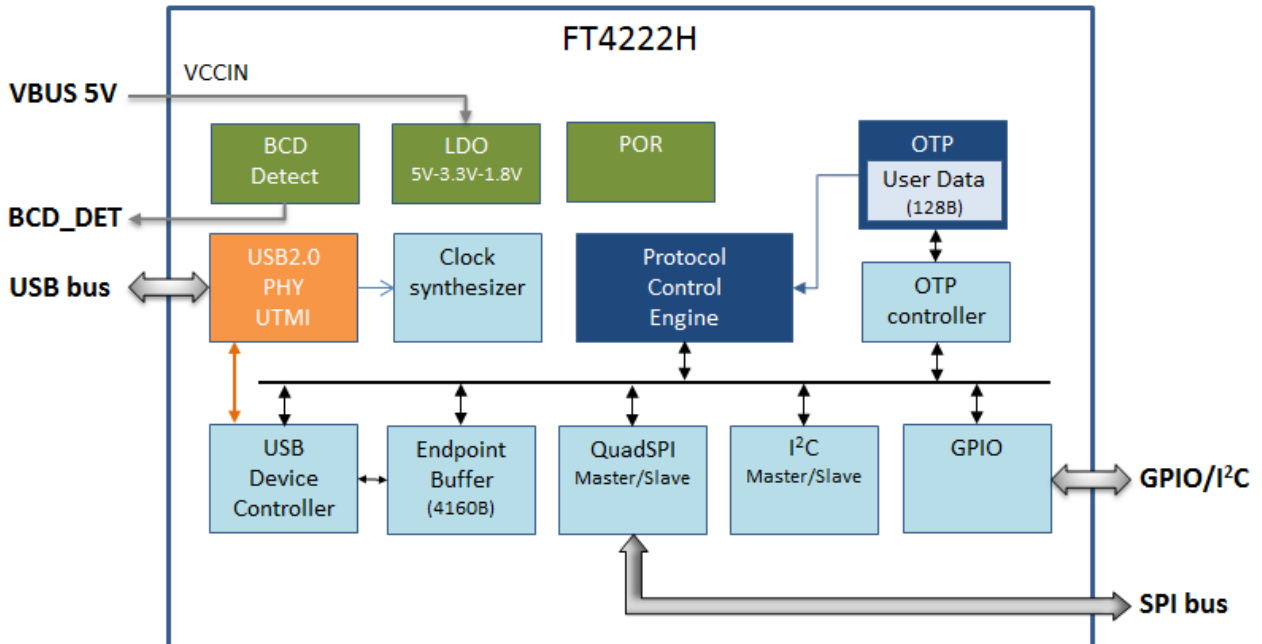 FT4222H
VCCIN
VBUS 5V
BCD
Detect
LDO
5V-3.3V-1.8V
POR
OTP
User Data
(128B)
BCD_DET
USB bus
USB2.0
PHY
UTMI
Clock
synthesizer
Protocol
Control
Engine
OTP
controller
USB
Device
Controller
Endpoint
Buffer
(4160B)
QuadSPI
Master/Slave
I²C
Master/Slave
GPIO
GPIO/I²C
SPI bus